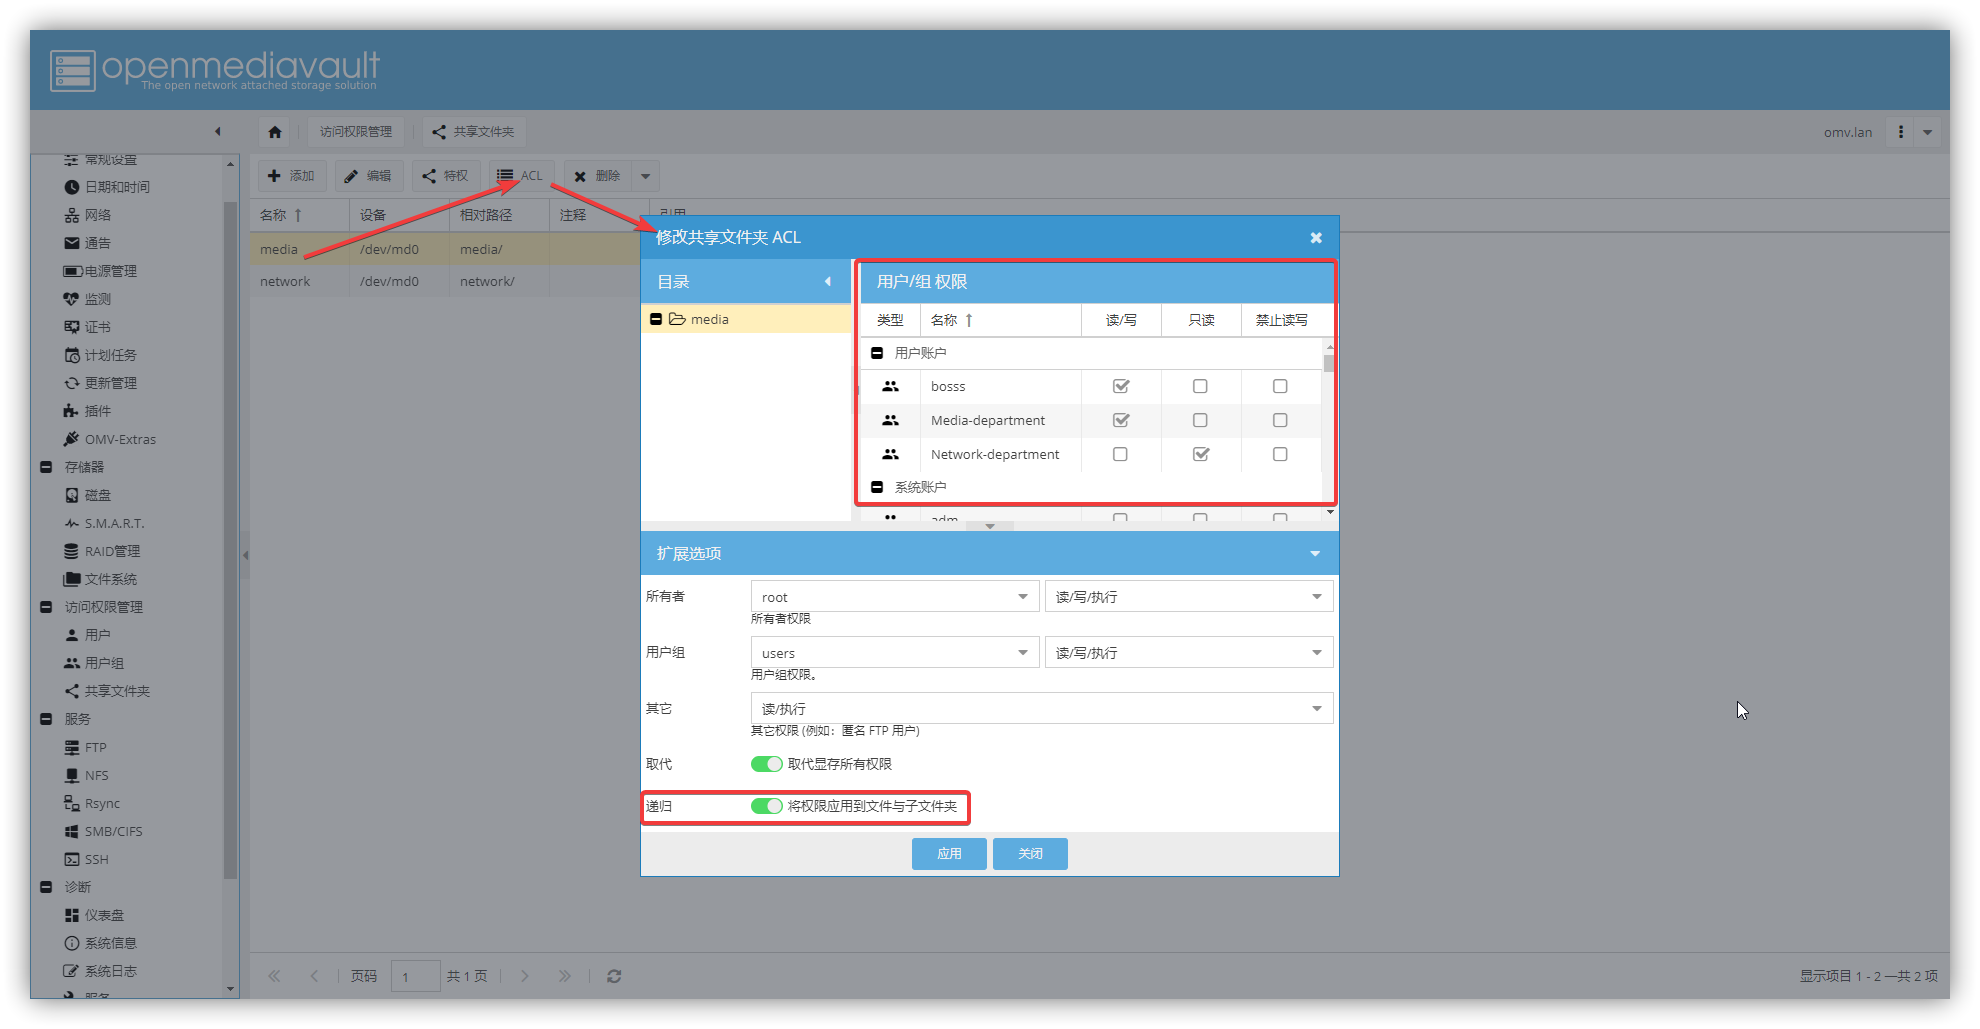 openmediavault
The open network attached storage solution
访问权限管理
共享文件夹
omv.lan
常规设置
日期和时间
网络
通告
电源管理
监测
证书
计划任务
更新管理
插件
OMV-Extras
存储器
磁盘
S.M.A.R.T.
RAID管理
文件系统
访问权限管理
用户
用户组
共享文件夹
服务
FTP
NFS
Rsync
SMB/CIFS
SSH
诊断
仪表盘
系统信息
系统日志
服务
添加 编辑 特权 ACL 删除
名称 设备 相对路径 注释 引用
media /dev/md0 media/
network /dev/md0 network/
修改共享文件夹 ACL
目录
media
用户/组 权限
类型 名称 读/写 只读 禁止读写
用户账户
bosss
Media-department
Network-department
系统账户
adm
扩展选项
所有者 root 读/写/执行
所有者权限
用户组 users 读/写/执行
用户组权限。
其它 读/执行
其它权限 (例如：匿名 FTP 用户)
取代 取代显存所有权限
递归 将权限应用到文件与子文件夹
应用 关闭
页码 1 共 1 页
显示项目 1 - 2 一共 2 项